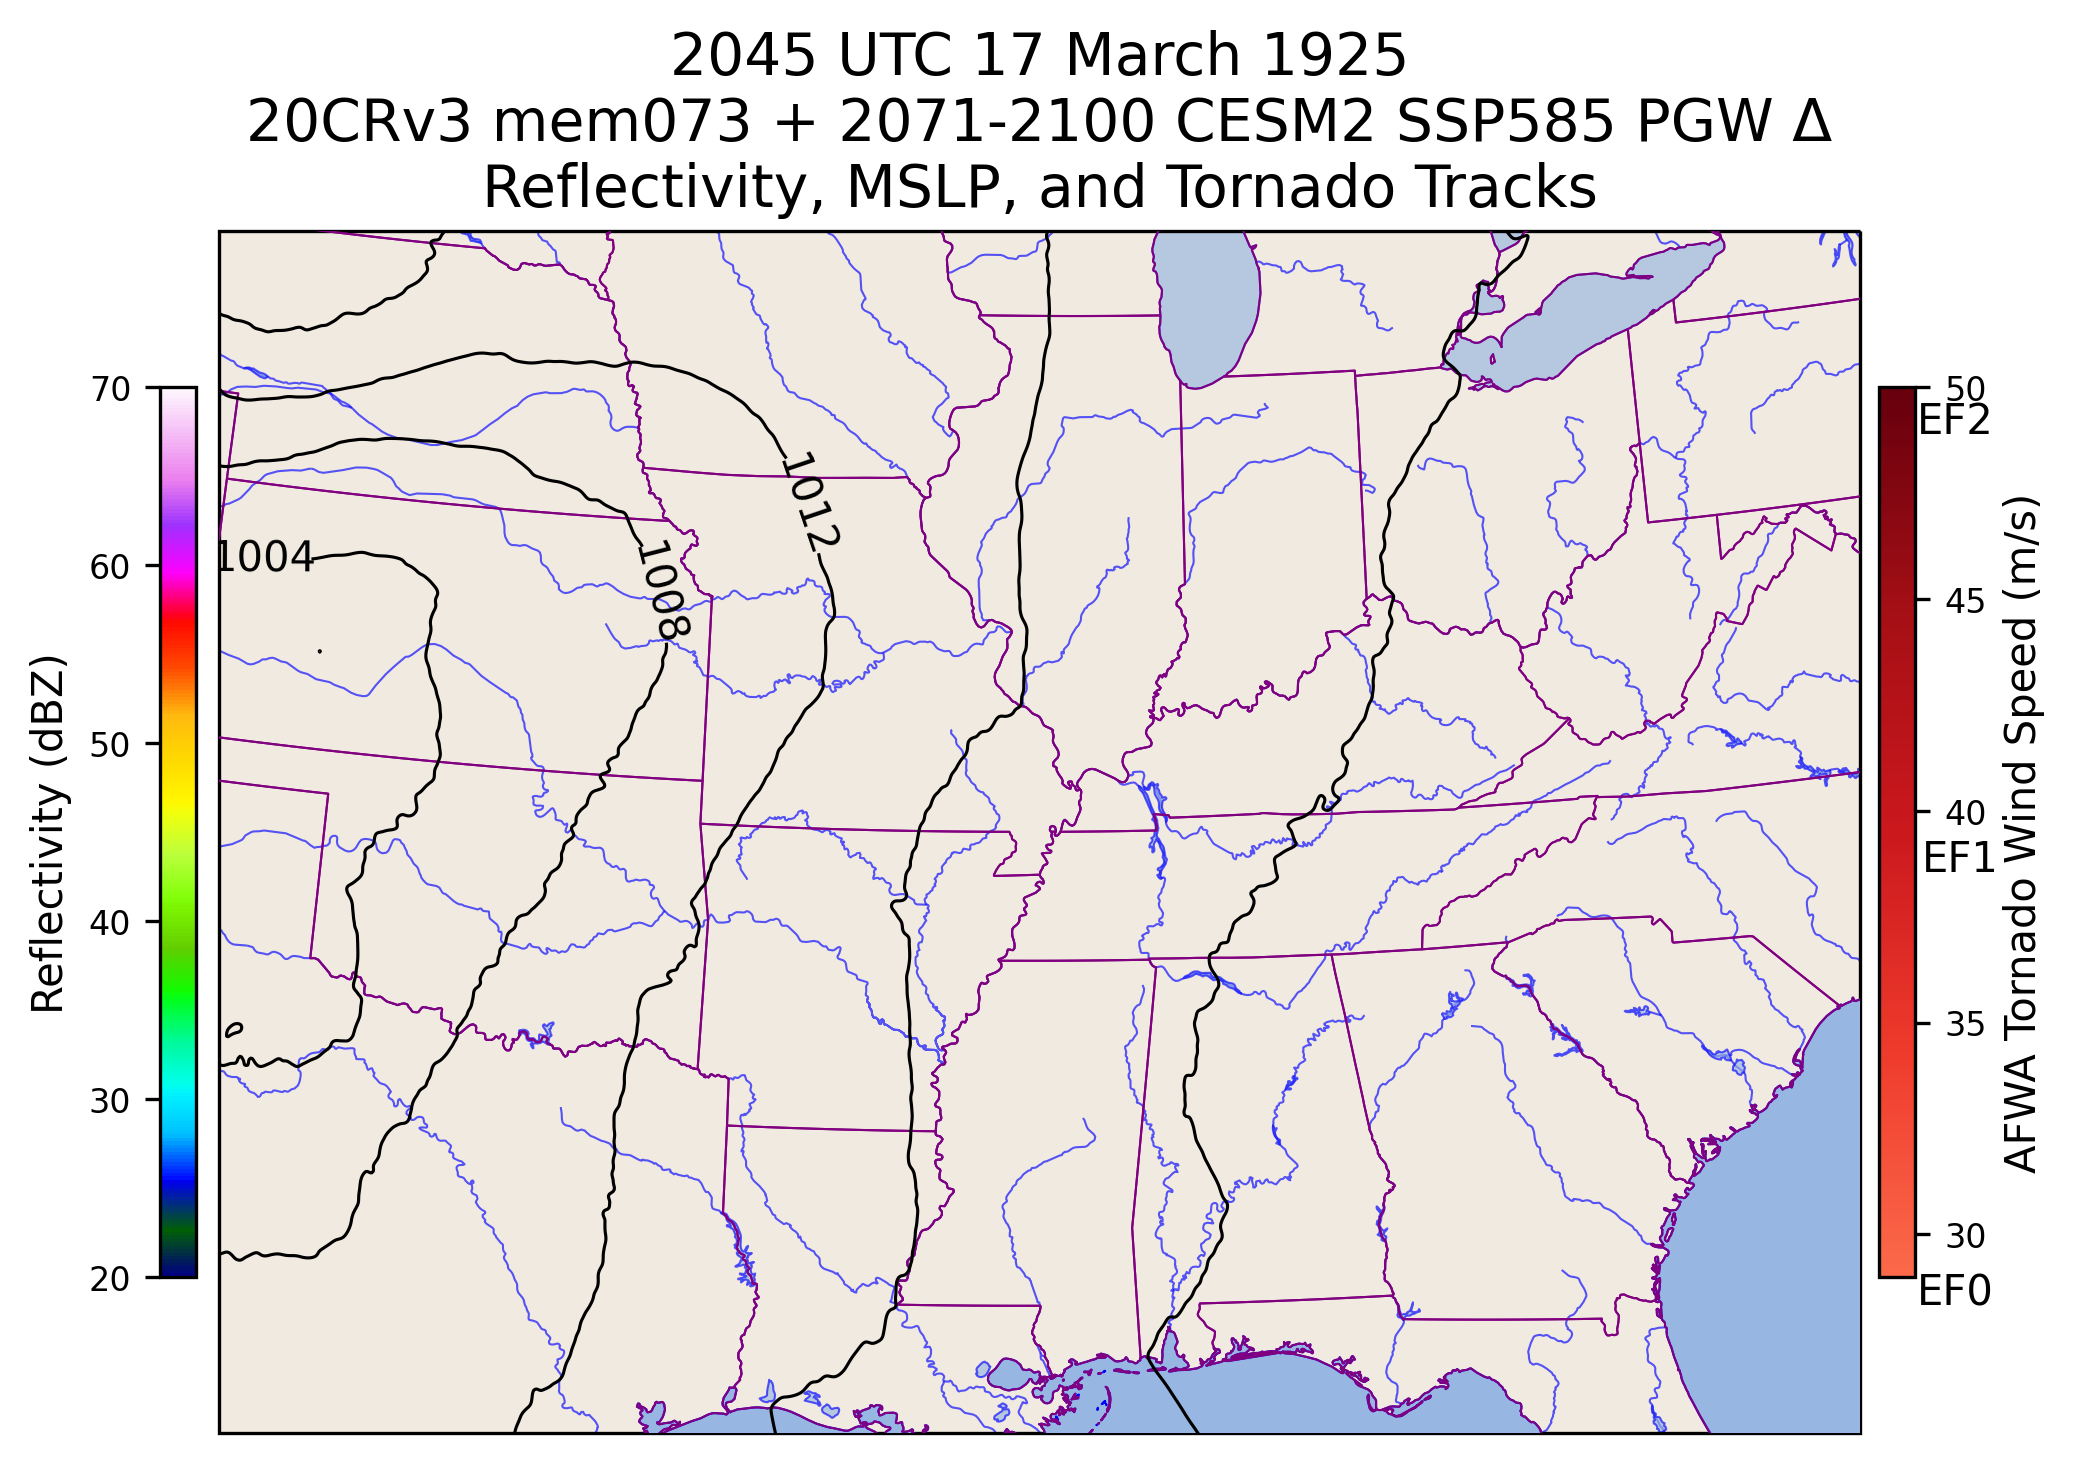 2045 UTC 17 March 1925
20CRv3 mem073 + 2071-2100 CESM2 SSP585 PGW Δ
Reflectivity, MSLP, and Tornado Tracks
70
60
50
40
30
20
Reflectivity (dBZ)
1012
1008
1004
50
EF2
45
40
EF1
35
30
EF0
AFWA Tornado Wind Speed (m/s)